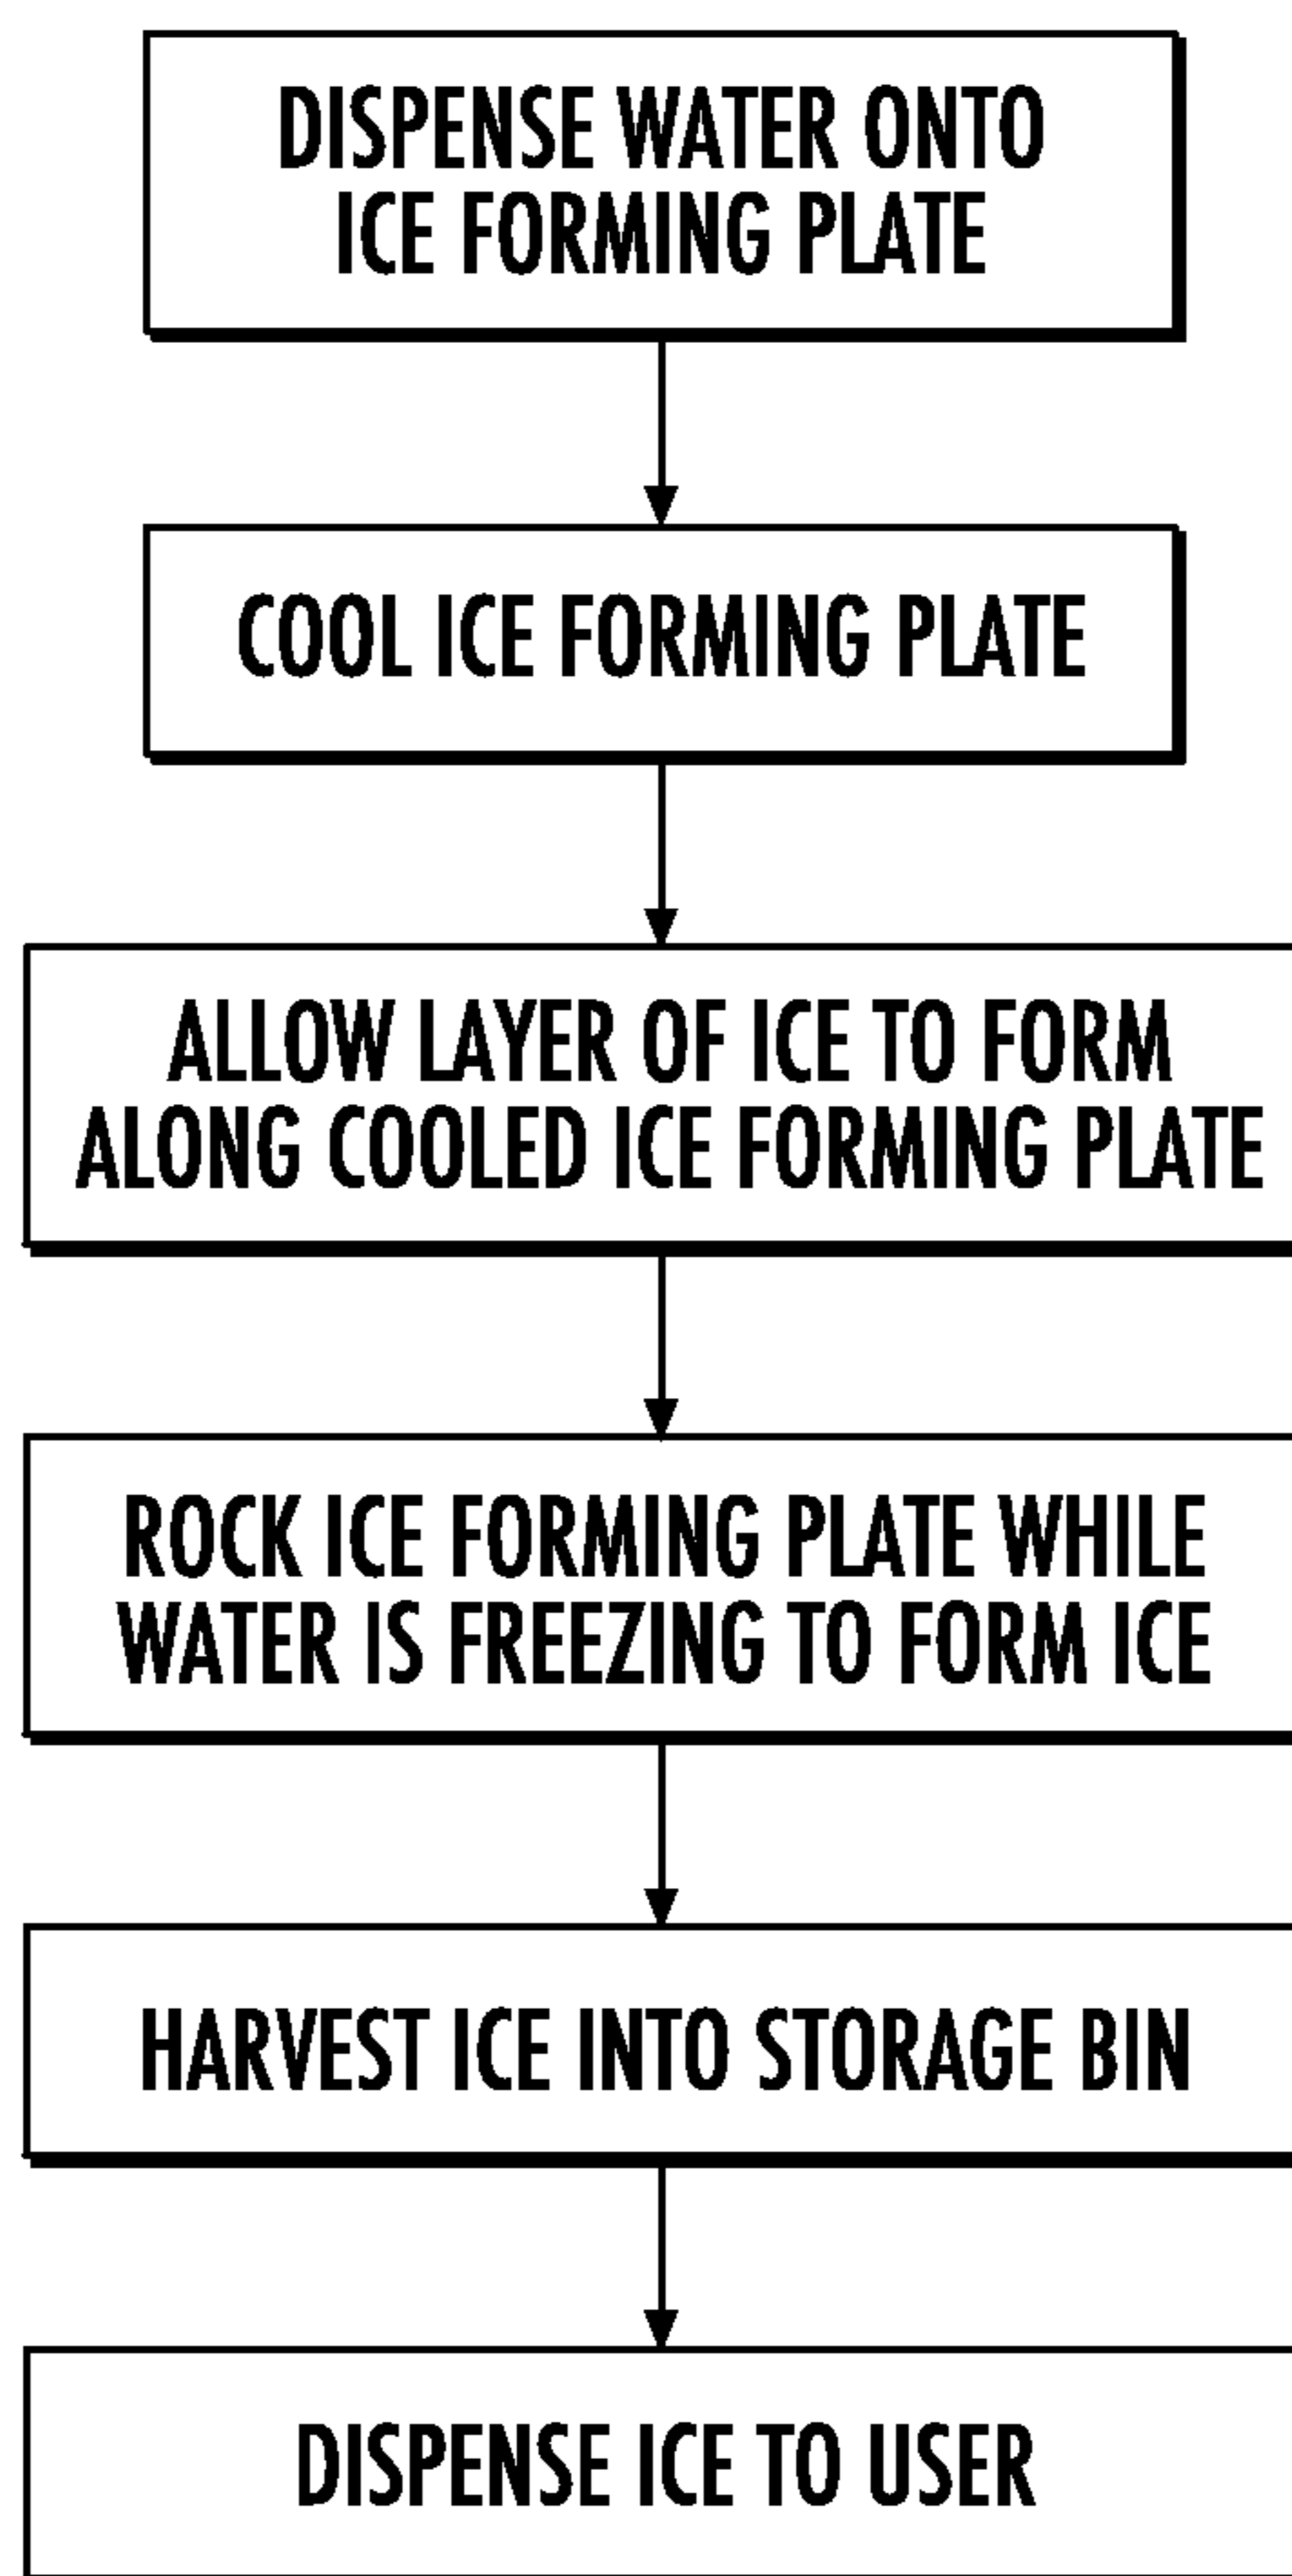 DISPENSE WATER ONTO
ICE FORMING PLATE
COOL ICE FORMING PLATE
ALLOW LAYER OF ICE TO FORM
ALONG COOLED ICE FORMING PLATE
ROCK ICE FORMING PLATE WHILE
WATER IS FREEZING TO FORM ICE
HARVEST ICE INTO STORAGE BIN
DISPENSE ICE TO USER